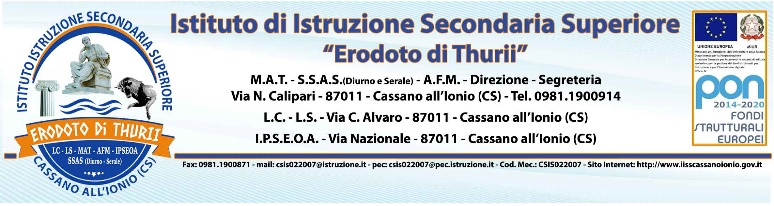 ISTITUTO ISTRUZIONE SECONDARIA SUPERIORE
ERODOTO DI THURII
LC - LS - MAT - AFM - IPSEOA
SSAS (Diurno - Serale)
CASSANO ALL'IONIO (CS)
Istituto di Istruzione Secondaria Superiore
“Erodoto di Thurii”
M.A.T. - S.S.A.S.(Diurno e Serale) - A.F.M. - Direzione - Segreteria
Via N. Calipari - 87011 - Cassano all'Ionio (CS) - Tel. 0981.1900914
L.C. - L.S. - Via C. Alvaro - 87011 - Cassano all'Ionio (CS)
I.P.S.E.O.A. - Via Nazionale - 87011 - Cassano all'Ionio (CS)
Fax: 0981.1900871 - mail: csis022007@istruzione.it - pec: csis022007@pec.istruzione.it - Cod. Mec.: CSIS022007 - Sito Internet: http://www.iisscassanoionio.gov.it
UNIONE EUROPEA MIUR
pon
2014-2020
FONDI
STRUTTURALI
EUROPEI